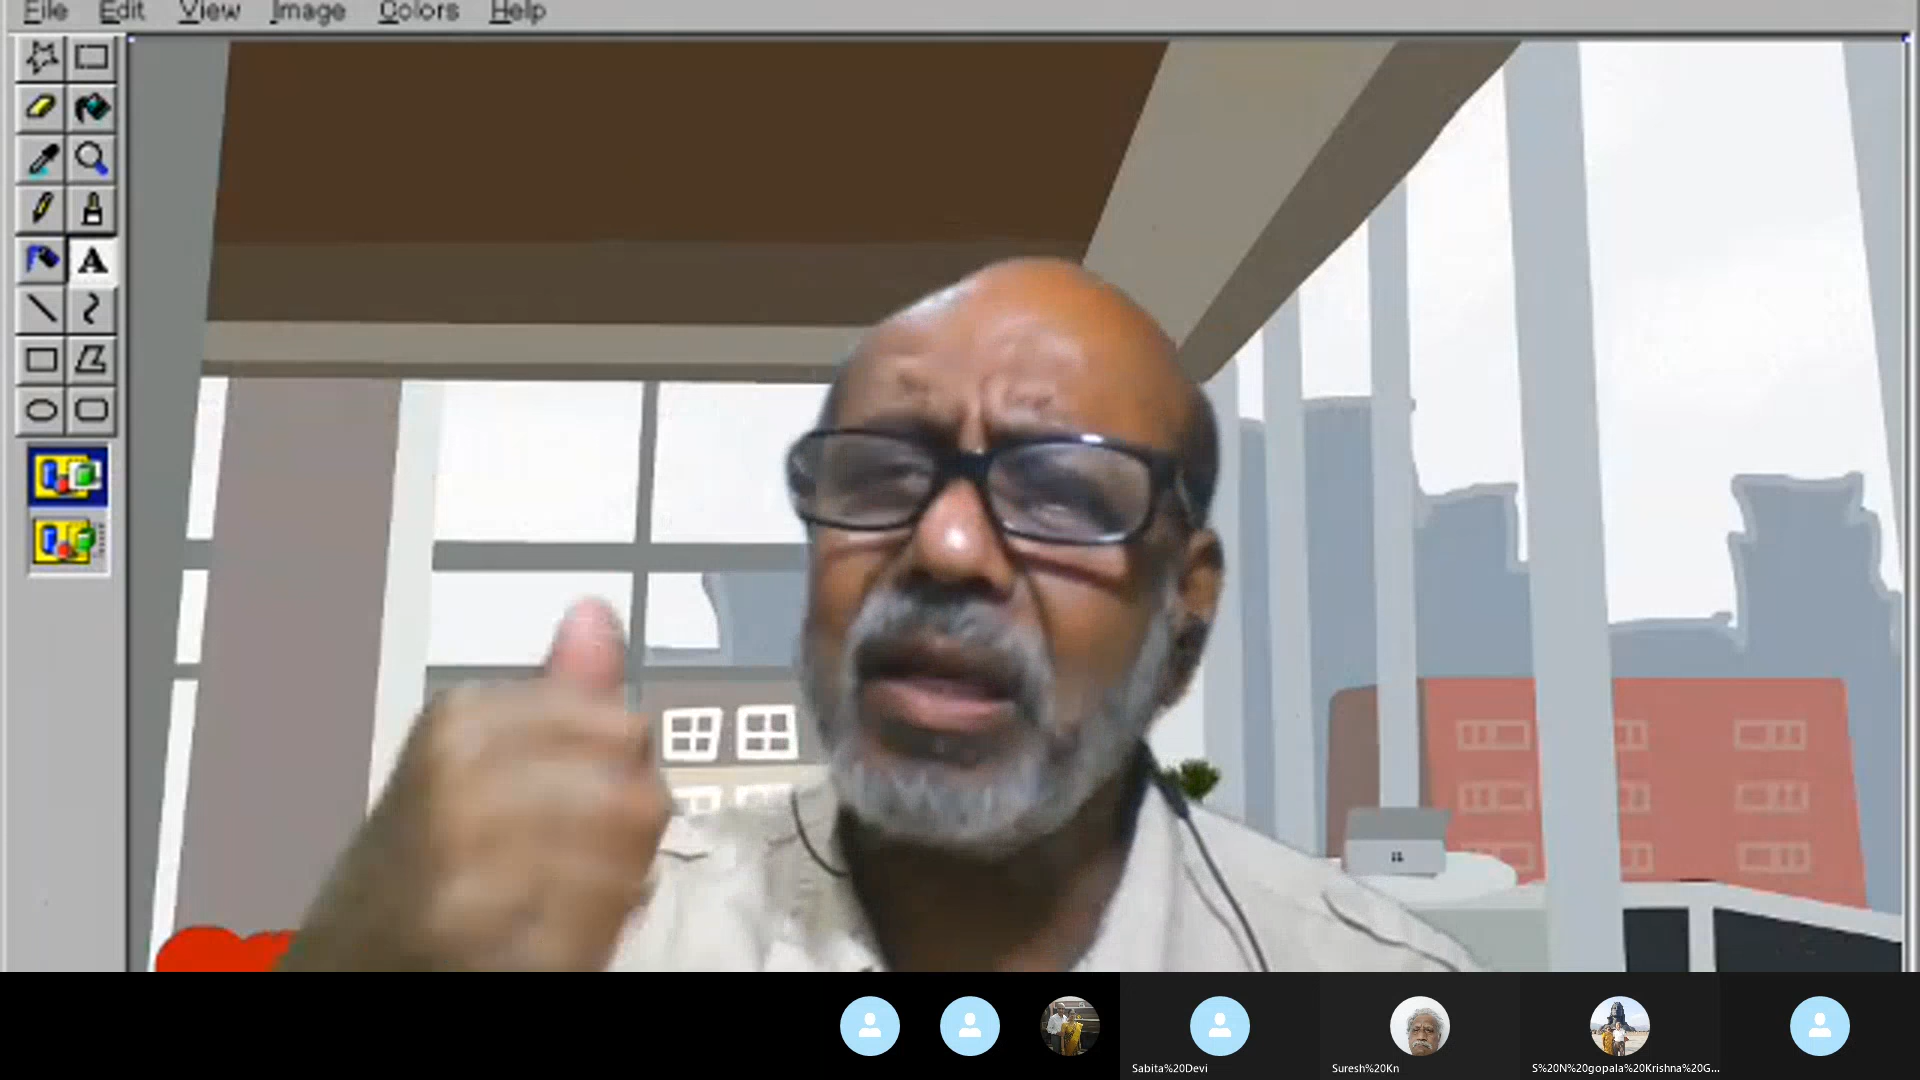 File Edit View Image Colors Help
A
Sabita%20Devi
Suresh%20Kn
S%20N%20gopala%20Krishna%20G...